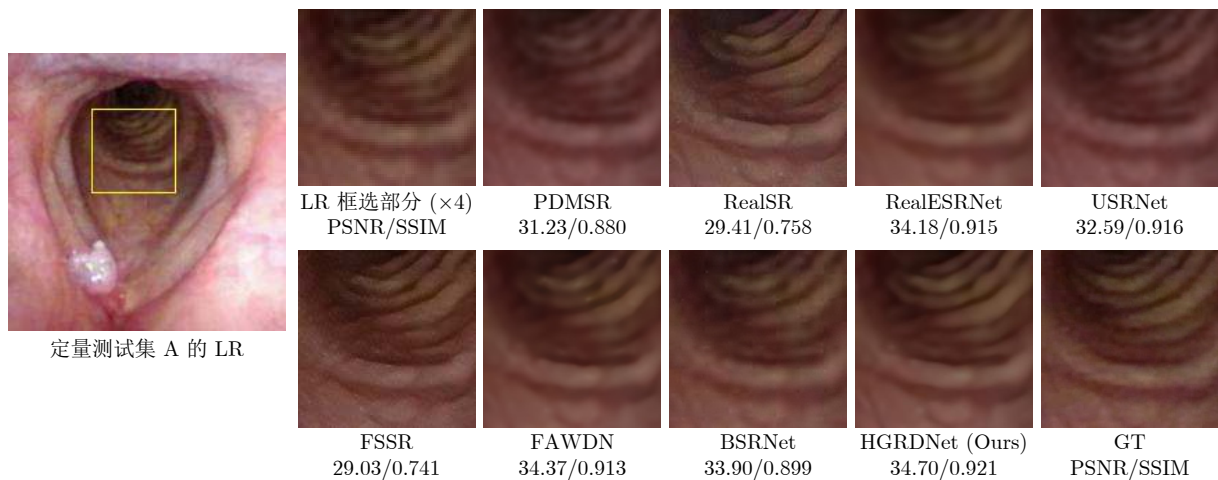 LR 框选部分 (×4)
PSNR/SSIM
PDMSR
31.23/0.880
RealSR
29.41/0.758
RealESRNet
34.18/0.915
USRNet
32.59/0.916
定量测试集 A 的 LR
FSSR
29.03/0.741
FAWDN
34.37/0.913
BSRNet
33.90/0.899
HGRDNet (Ours)
34.70/0.921
GT
PSNR/SSIM